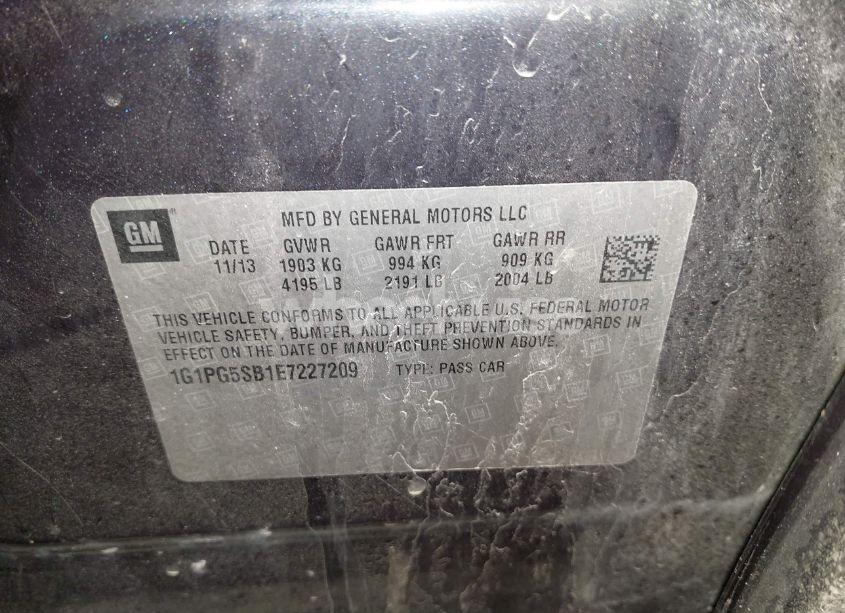 GM
MFD BY GENERAL MOTORS LLC
DATE GVWR GAWR FRT GAWR RR
11/13 1903 KG 994 KG 909 KG
4195 LB 2191 LB 2004 LB
THIS VEHICLE CONFORMS TO ALL APPLICABLE U.S. FEDERAL MOTOR
VEHICLE SAFETY, BUMPER, AND THEFT PREVENTION STANDARDS IN
EFFECT ON THE DATE OF MANUFACTURE SHOWN ABOVE.
1G1PG5SB1E7227209 TYPE: PASS CAR